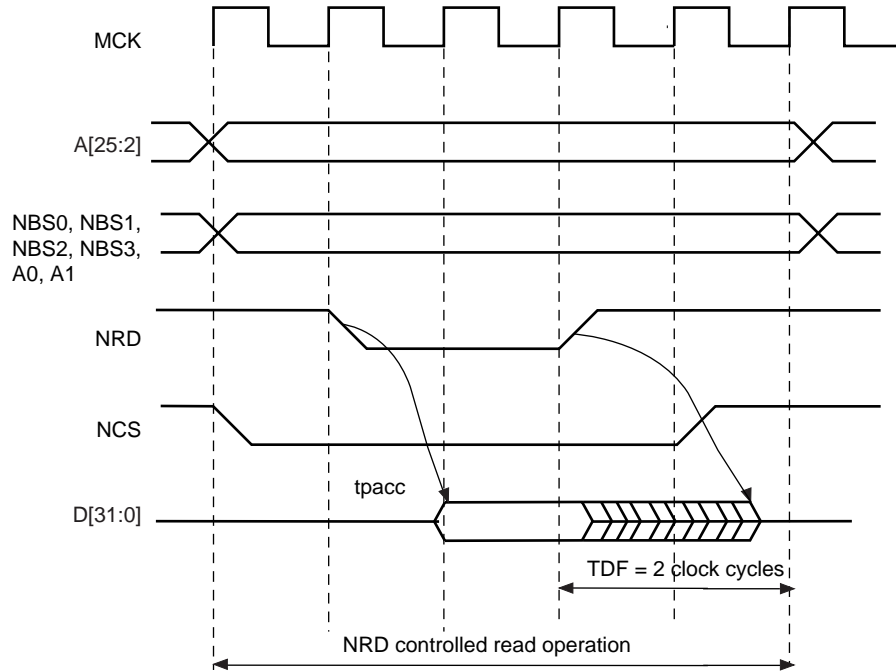 MCK
A[25:2]
NBS0, NBS1,
NBS2, NBS3,
A0, A1
NRD
NCS
tpacc
D[31:0]
TDF = 2 clock cycles
NRD controlled read operation